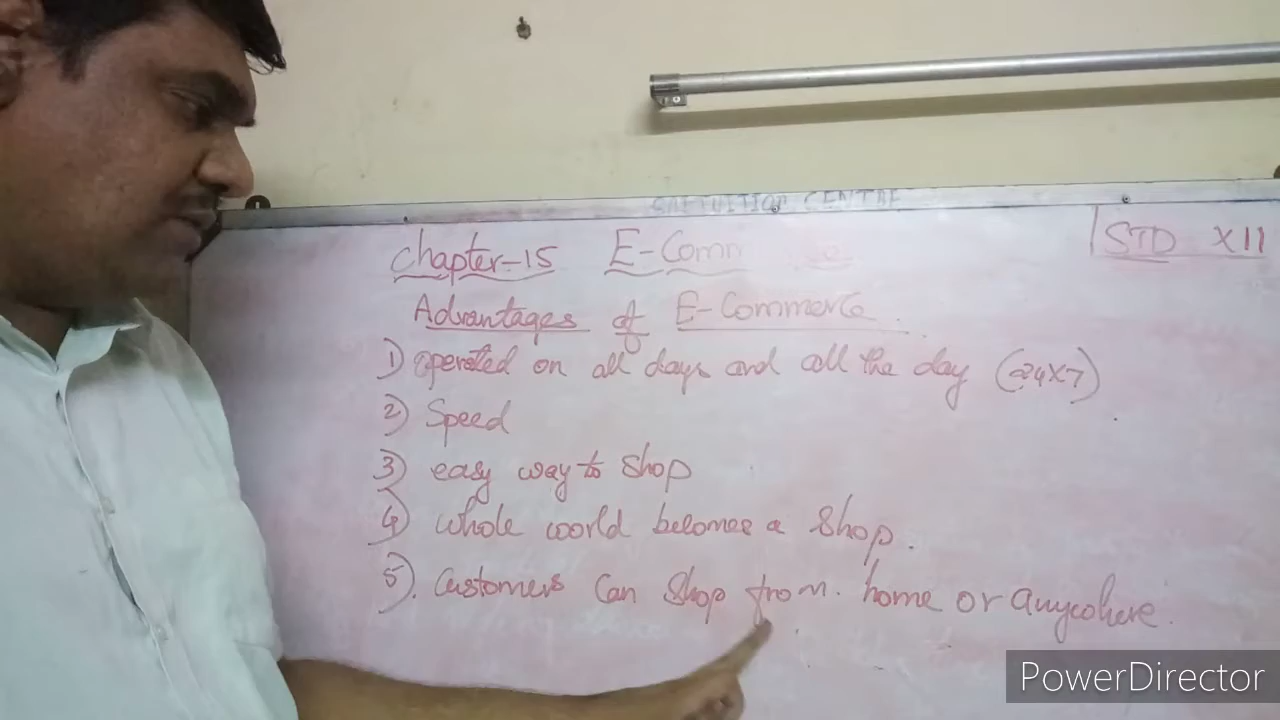 CENTRE
Chapter-15 E-Comm
STD XII
Advantages of E-Commerce
1) operated on all days and all the day (24x7)
2) Speed
3) easy way to shop
4) whole world becomes a shop.
5). Customers can shop from. home or anywhere.
PowerDirector